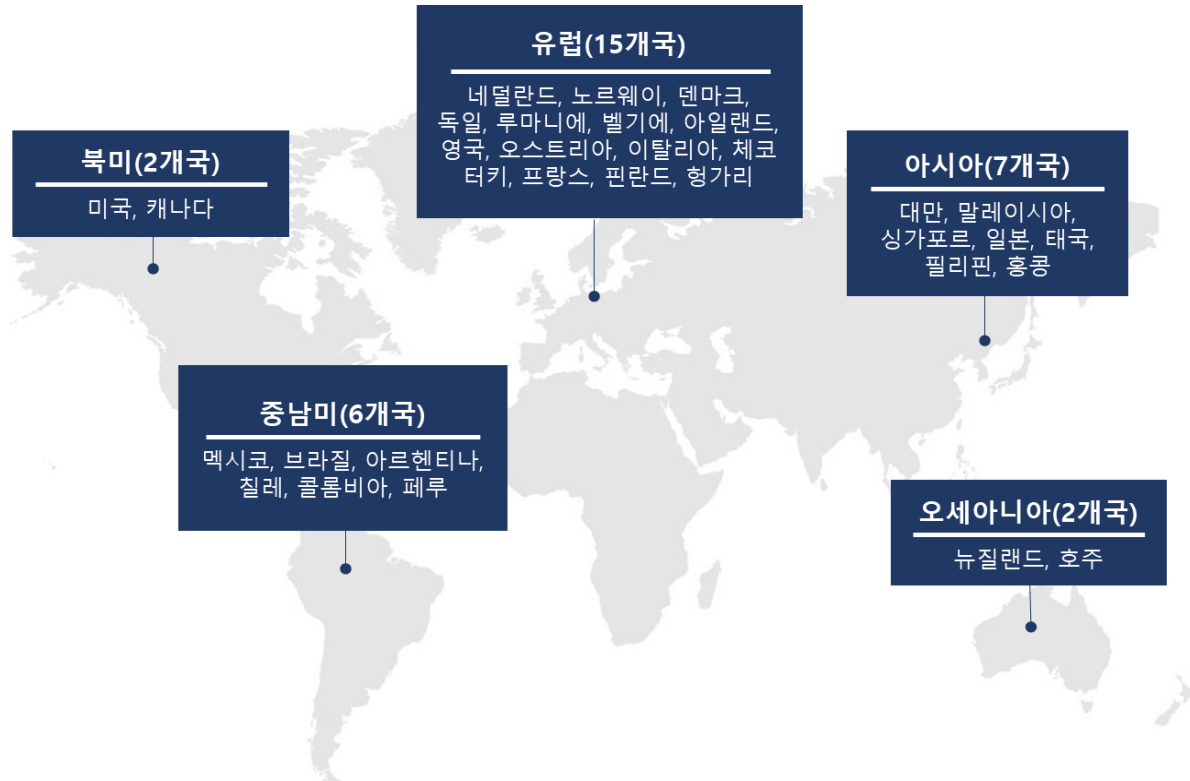 유럽(15개국)
네덜란드, 노르웨이, 덴마크,
독일, 루마니에, 벨기에, 아일랜드,
영국, 오스트리아, 이탈리아, 체코
터키, 프랑스, 핀란드, 헝가리
북미(2개국)
미국, 캐나다
아시아(7개국)
대만, 말레이시아,
싱가포르, 일본, 태국,
필리핀, 홍콩
중남미(6개국)
멕시코, 브라질, 아르헨티나,
칠레, 콜롬비아, 페루
오세아니아(2개국)
뉴질랜드, 호주